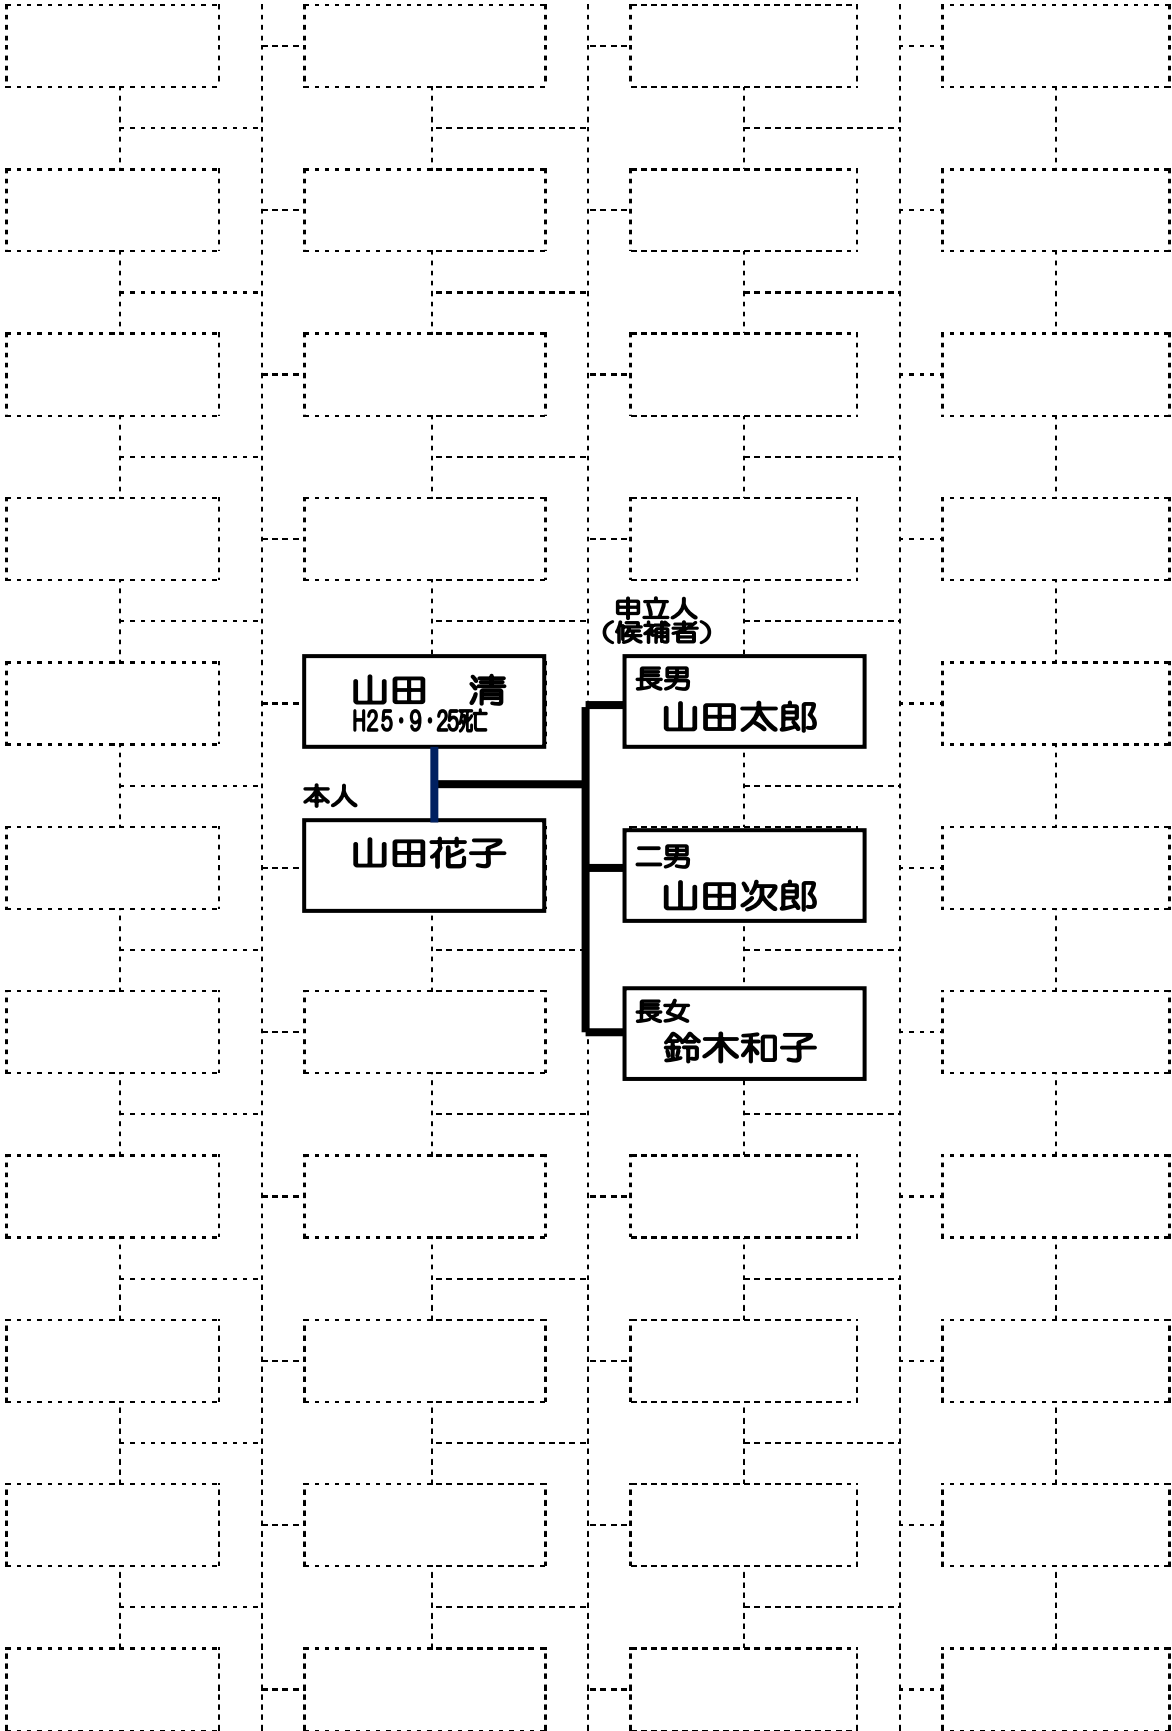 申立人
（候補者）
山田　清
H25・9・25死亡
長男
山田太郎
本人
山田花子
二男
山田次郎
長女
鈴木和子